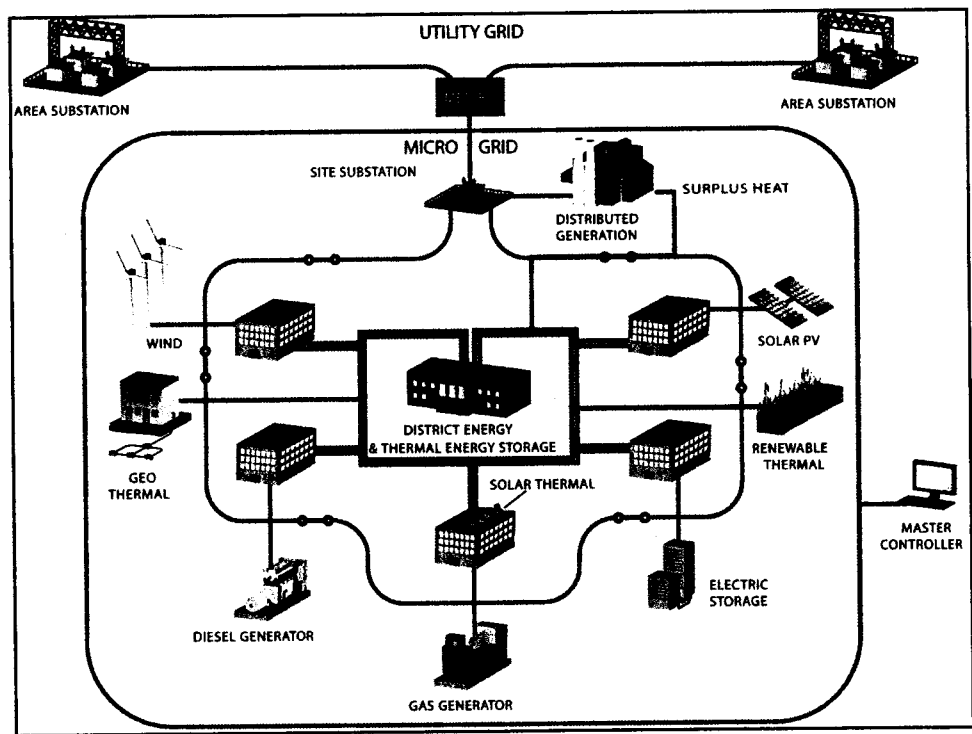 UTILITY GRID
AREA SUBSTATION
AREA SUBSTATION
MICRO GRID
SITE SUBSTATION
SURPLUS HEAT
DISTRIBUTED
GENERATION
WIND
SOLAR PV
DISTRICT ENERGY
& THERMAL ENERGY STORAGE
GEO
THERMAL
RENEWABLE
THERMAL
SOLAR THERMAL
MASTER
CONTROLLER
ELECTRIC
STORAGE
DIESEL GENERATOR
GAS GENERATOR